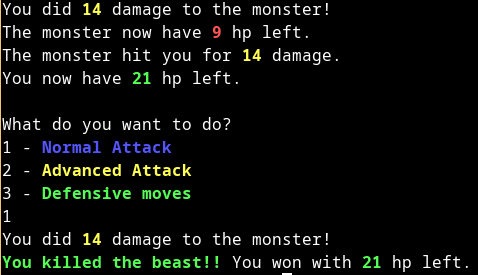 You did 14 damage to the monster!
The monster now have 9 hp left.
The monster hit you for 14 damage.
You now have 21 hp left.
What do you want to do?
1 - Normal Attack
2 - Advanced Attack
3 - Defensive moves
1
You did 14 damage to the monster!
You killed the beast!! You won with 21 hp left.